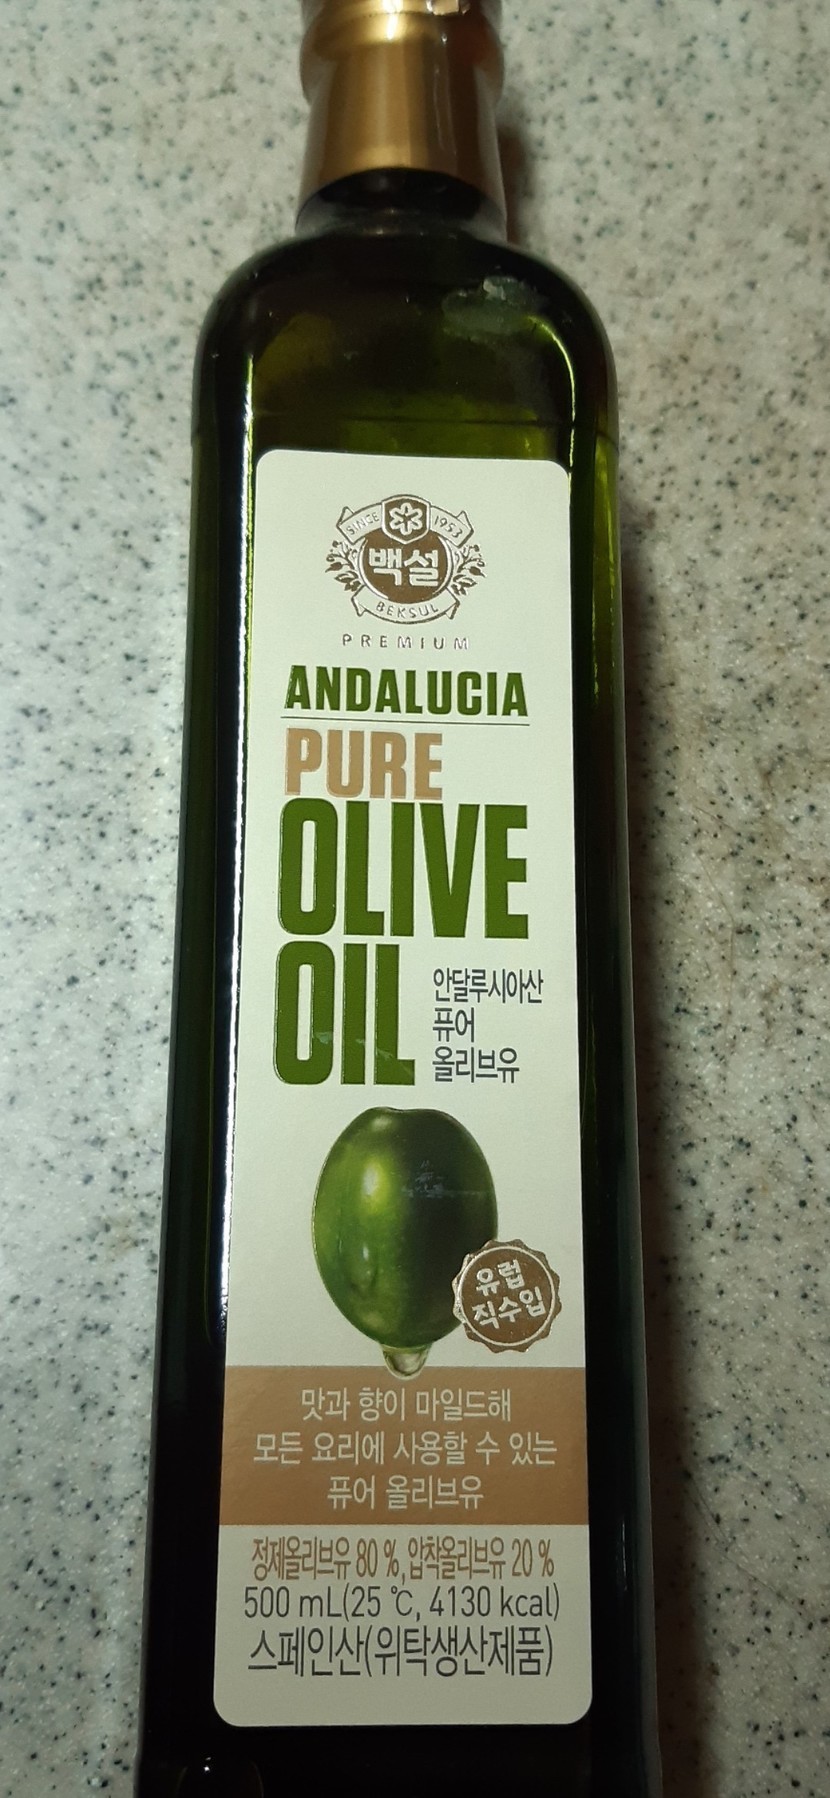 SINCE 1953
백설
BEKSUL
PREMIUM
ANDALUCIA
PURE
OLIVE
OIL
안달루시아산
퓨어
올리브유
유럽
직수입
맛과 향이 마일드해
모든 요리에 사용할 수 있는
퓨어 올리브유
정제올리브유 80 %, 압착올리브유 20 %
500 mL(25 ℃, 4130 kcal)
스페인산(위탁생산제품)